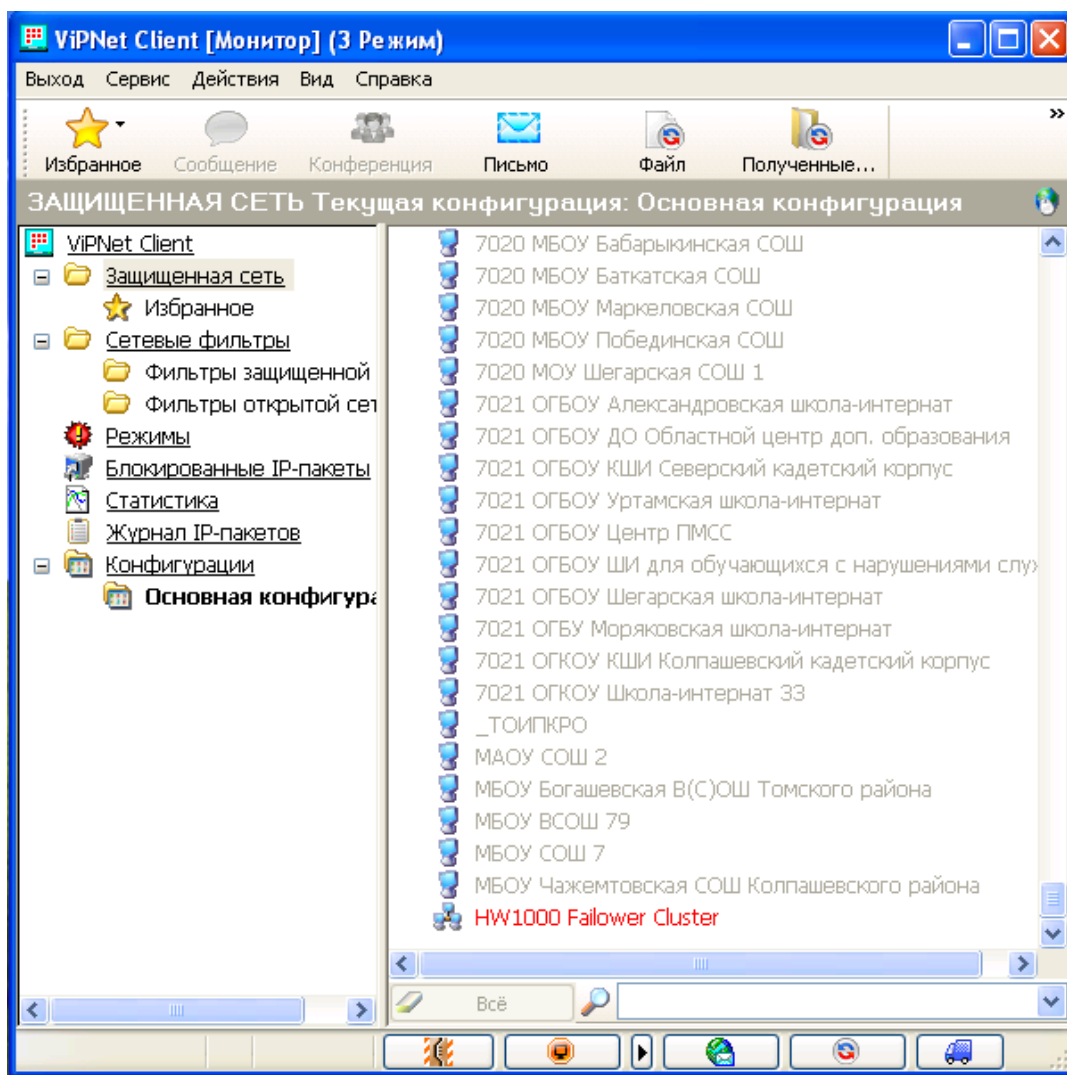 ViPNet Client [Монитор] (3 Режим)
Выход Сервис Действия Вид Справка
Избранное Сообщение Конференция Письмо Файл Полученные...
ЗАЩИЩЕННАЯ СЕТЬ Текущая конфигурация: Основная конфигурация
ViPNet Client
Защищенная сеть
Избранное
Сетевые фильтры
Фильтры защищенной
Фильтры открытой сет
Режимы
Блокированные IP-пакеты
Статистика
Журнал IP-пакетов
Конфигурации
Основная конфигура
7020 МБОУ Бабарыкинская СОШ
7020 МБОУ Баткатская СОШ
7020 МБОУ Маркеловская СОШ
7020 МБОУ Побединская СОШ
7020 МОУ Шегарская СОШ 1
7021 ОГБОУ Александровская школа-интернат
7021 ОГБОУ ДО Областной центр доп. образования
7021 ОГБОУ КШИ Северский кадетский корпус
7021 ОГБОУ Уртамская школа-интернат
7021 ОГБОУ Центр ПМСС
7021 ОГБОУ ШИ для обучающихся с нарушениями слух
7021 ОГБОУ Шегарская школа-интернат
7021 ОГБУ Моряковская школа-интернат
7021 ОГКОУ КШИ Колпашевский кадетский корпус
7021 ОГКОУ Школа-интернат 33
_ТОИПКРО
МАОУ СОШ 2
МБОУ Богашевская В(С)ОШ Томского района
МБОУ ВСОШ 79
МБОУ СОШ 7
МБОУ Чажемтовская СОШ Колпашевского района
HW1000 Failower Cluster
Всё